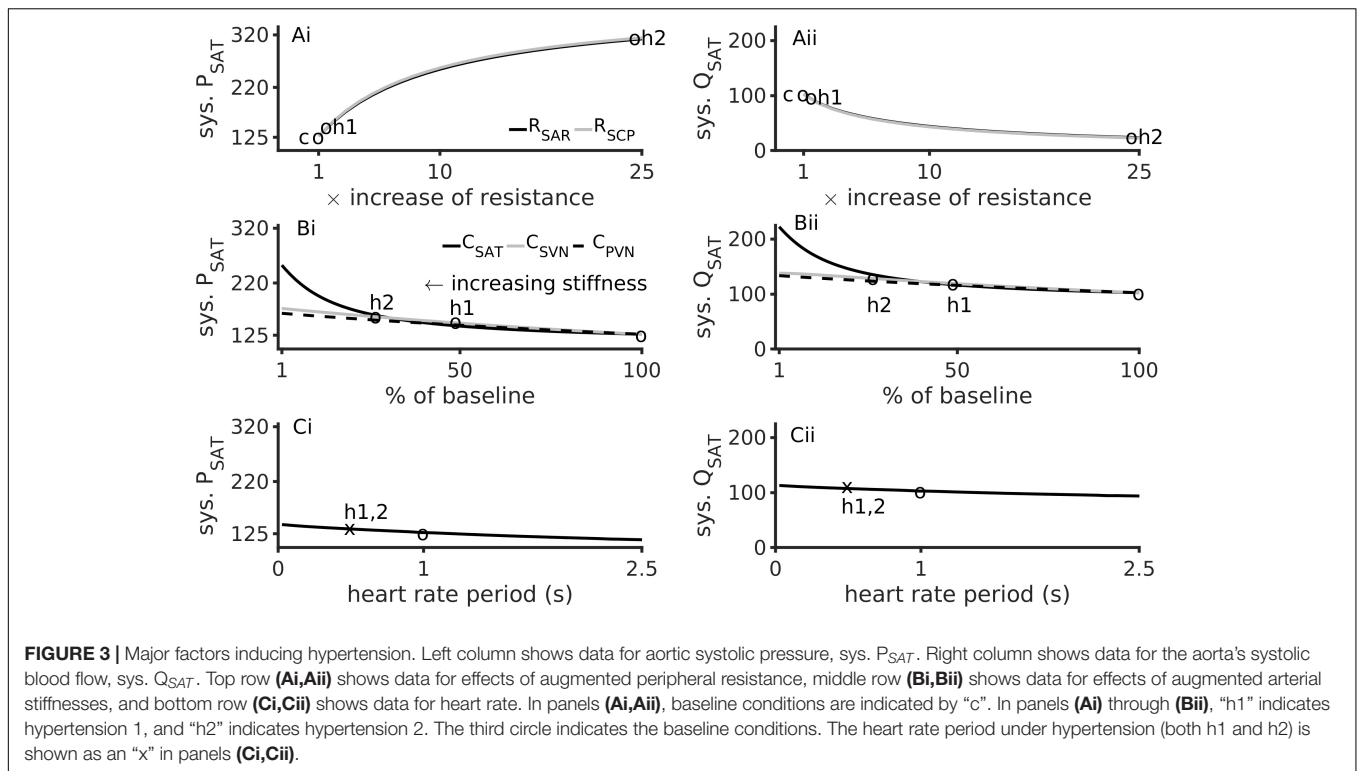 320
220
125
sys. P_SAT
Ai
c
h1
h2
R_SAR R_SCP
1 10 25
× increase of resistance
200
100
0
sys. Q_SAT
Aii
c
h1
h2
1 10 25
× increase of resistance
320
220
125
sys. P_SAT
Bi
C_SAT C_SVN C_PVN
← increasing stiffness
h2
h1
1 50 100
% of baseline
200
100
0
sys. Q_SAT
Bii
h2
h1
1 50 100
% of baseline
320
220
125
sys. P_SAT
Ci
h1,2
x
0 1 2.5
heart rate period (s)
200
100
0
sys. Q_SAT
Cii
x
h1,2
0 1 2.5
heart rate period (s)
FIGURE 3 | Major factors inducing hypertension. Left column shows data for aortic systolic pressure, sys. P_SAT. Right column shows data for the aorta's systolic
blood flow, sys. Q_SAT. Top row (Ai,Aii) shows data for effects of augmented peripheral resistance, middle row (Bi,Bii) shows data for effects of augmented arterial
stiffnesses, and bottom row (Ci,Cii) shows data for heart rate. In panels (Ai,Aii), baseline conditions are indicated by “c”. In panels (Ai) through (Bii), “h1” indicates
hypertension 1, and “h2” indicates hypertension 2. The third circle indicates the baseline conditions. The heart rate period under hypertension (both h1 and h2) is
shown as an “x” in panels (Ci,Cii).